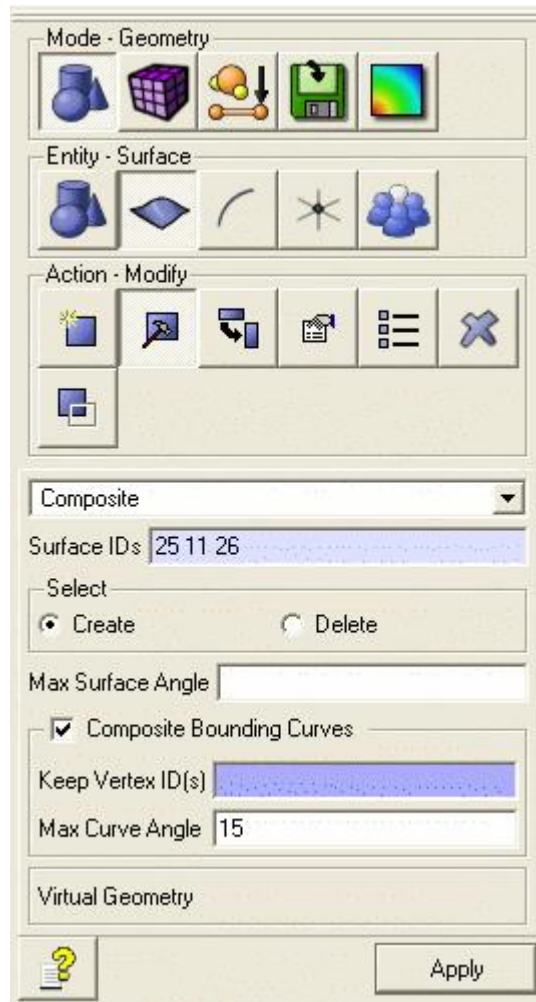 Mode - Geometry
Entity - Surface
Action - Modify
Composite
Surface IDs 25 11 26
Select
Create Delete
Max Surface Angle
Composite Bounding Curves
Keep Vertex ID(s)
Max Curve Angle 15
Virtual Geometry
Apply